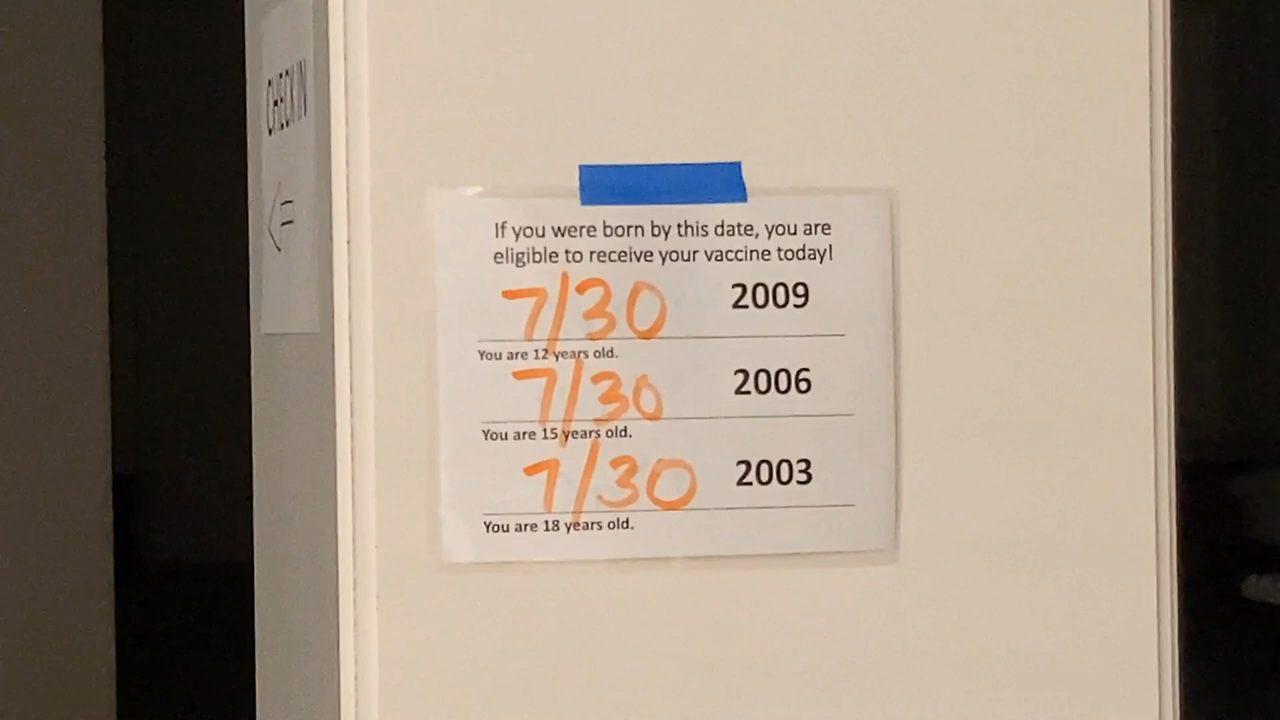 CHECK IN
<=
If you were born by this date, you are
eligible to receive your vaccine today!
7/30 2009
You are 12 years old.
7/30 2006
You are 15 years old.
7/30 2003
You are 18 years old.